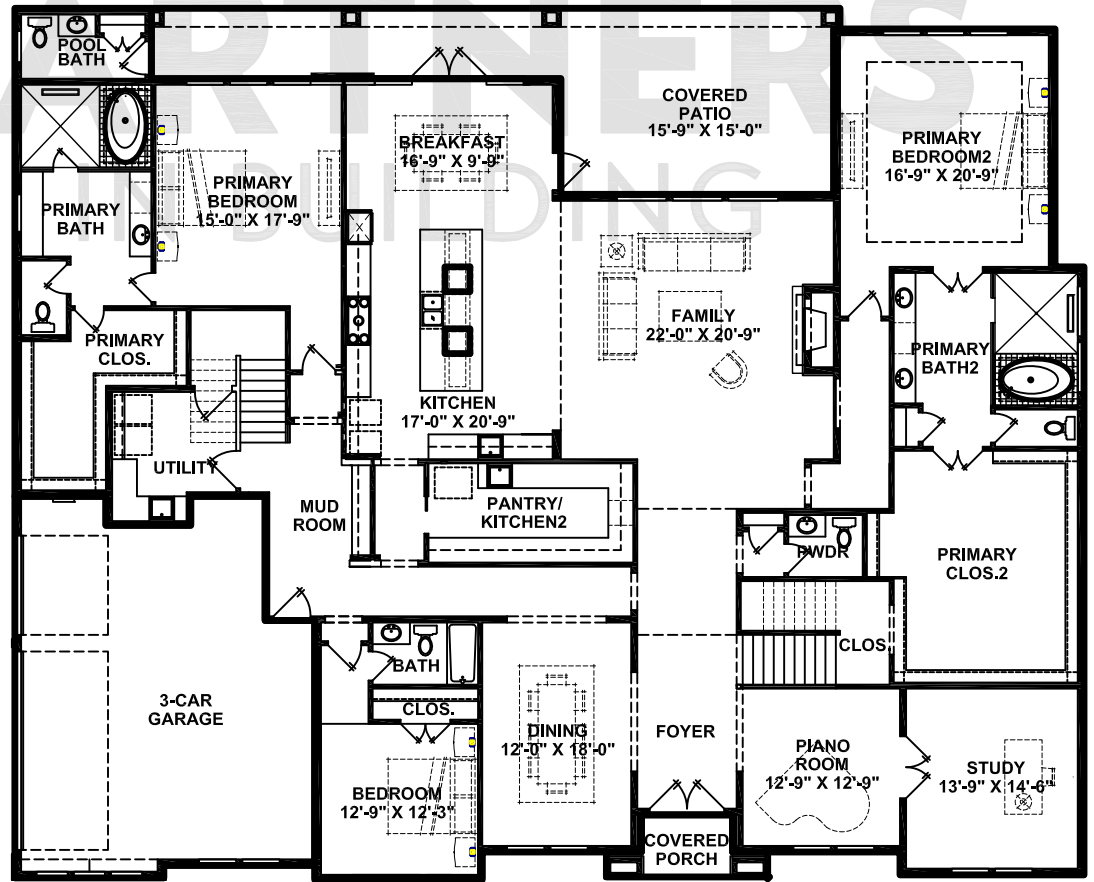 ARTNERS
IN BUILDING
POOL
BATH
COVERED
PATIO
15'-9" X 15'-0"
BREAKFAST
16'-9" X 9'-9"
PRIMARY
BEDROOM2
16'-9" X 20'-9"
PRIMARY
BEDROOM
15'-0" X 17'-9"
PRIMARY
BATH
FAMILY
22'-0" X 20'-9"
PRIMARY
CLOS.
PRIMARY
BATH2
KITCHEN
17'-0" X 20'-9"
UTILITY
MUD
ROOM
PANTRY/
KITCHEN2
PWDR
PRIMARY
CLOS.2
CLOS
BATH
3-CAR
GARAGE
CLOS.
DINING
12'-0" X 18'-0"
FOYER
PIANO
ROOM
12'-9" X 12'-9"
STUDY
13'-9" X 14'-6"
BEDROOM
12'-9" X 12'-3"
COVERED
PORCH